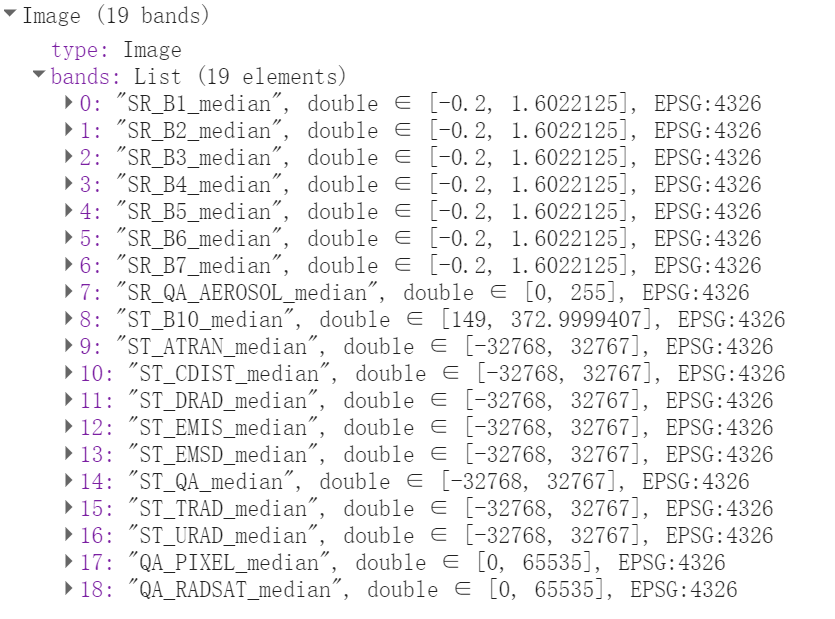 Image (19 bands)
type: Image
bands: List (19 elements)
0: "SR_B1_median", double ∈ [-0.2, 1.6022125], EPSG:4326
1: "SR_B2_median", double ∈ [-0.2, 1.6022125], EPSG:4326
2: "SR_B3_median", double ∈ [-0.2, 1.6022125], EPSG:4326
3: "SR_B4_median", double ∈ [-0.2, 1.6022125], EPSG:4326
4: "SR_B5_median", double ∈ [-0.2, 1.6022125], EPSG:4326
5: "SR_B6_median", double ∈ [-0.2, 1.6022125], EPSG:4326
6: "SR_B7_median", double ∈ [-0.2, 1.6022125], EPSG:4326
7: "SR_QA_AEROSOL_median", double ∈ [0, 255], EPSG:4326
8: "ST_B10_median", double ∈ [149, 372.9999407], EPSG:4326
9: "ST_ATRAN_median", double ∈ [-32768, 32767], EPSG:4326
10: "ST_CDIST_median", double ∈ [-32768, 32767], EPSG:4326
11: "ST_DRAD_median", double ∈ [-32768, 32767], EPSG:4326
12: "ST_EMIS_median", double ∈ [-32768, 32767], EPSG:4326
13: "ST_EMSD_median", double ∈ [-32768, 32767], EPSG:4326
14: "ST_QA_median", double ∈ [-32768, 32767], EPSG:4326
15: "ST_TRAD_median", double ∈ [-32768, 32767], EPSG:4326
16: "ST_URAD_median", double ∈ [-32768, 32767], EPSG:4326
17: "QA_PIXEL_median", double ∈ [0, 65535], EPSG:4326
18: "QA_RADSAT_median", double ∈ [0, 65535], EPSG:4326